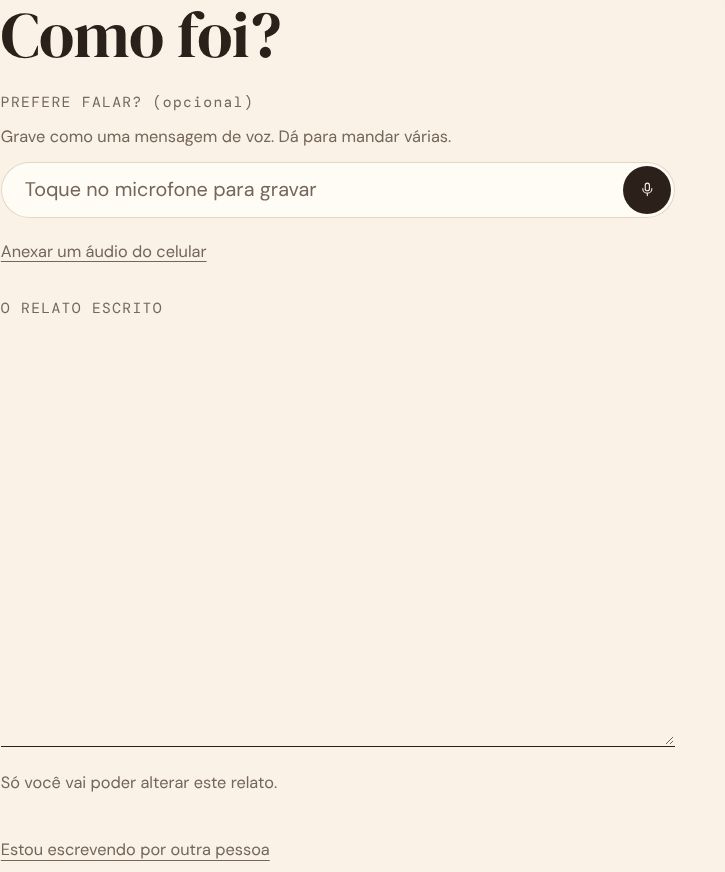 Como foi?
PREFERE FALAR? (opcional)
Grave como uma mensagem de voz. Dá para mandar várias.
Toque no microfone para gravar
Anexar um áudio do celular
O RELATO ESCRITO
Só você vai poder alterar este relato.
Estou escrevendo por outra pessoa